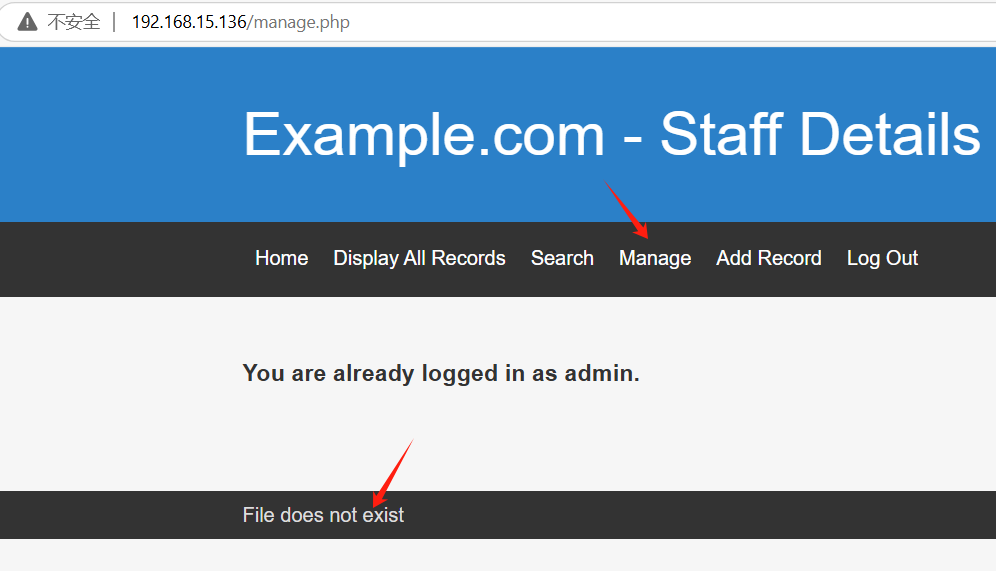 不安全 | 192.168.15.136/manage.php
Example.com - Staff Details
Home Display All Records Search Manage Add Record Log Out
You are already logged in as admin.
File does not exist